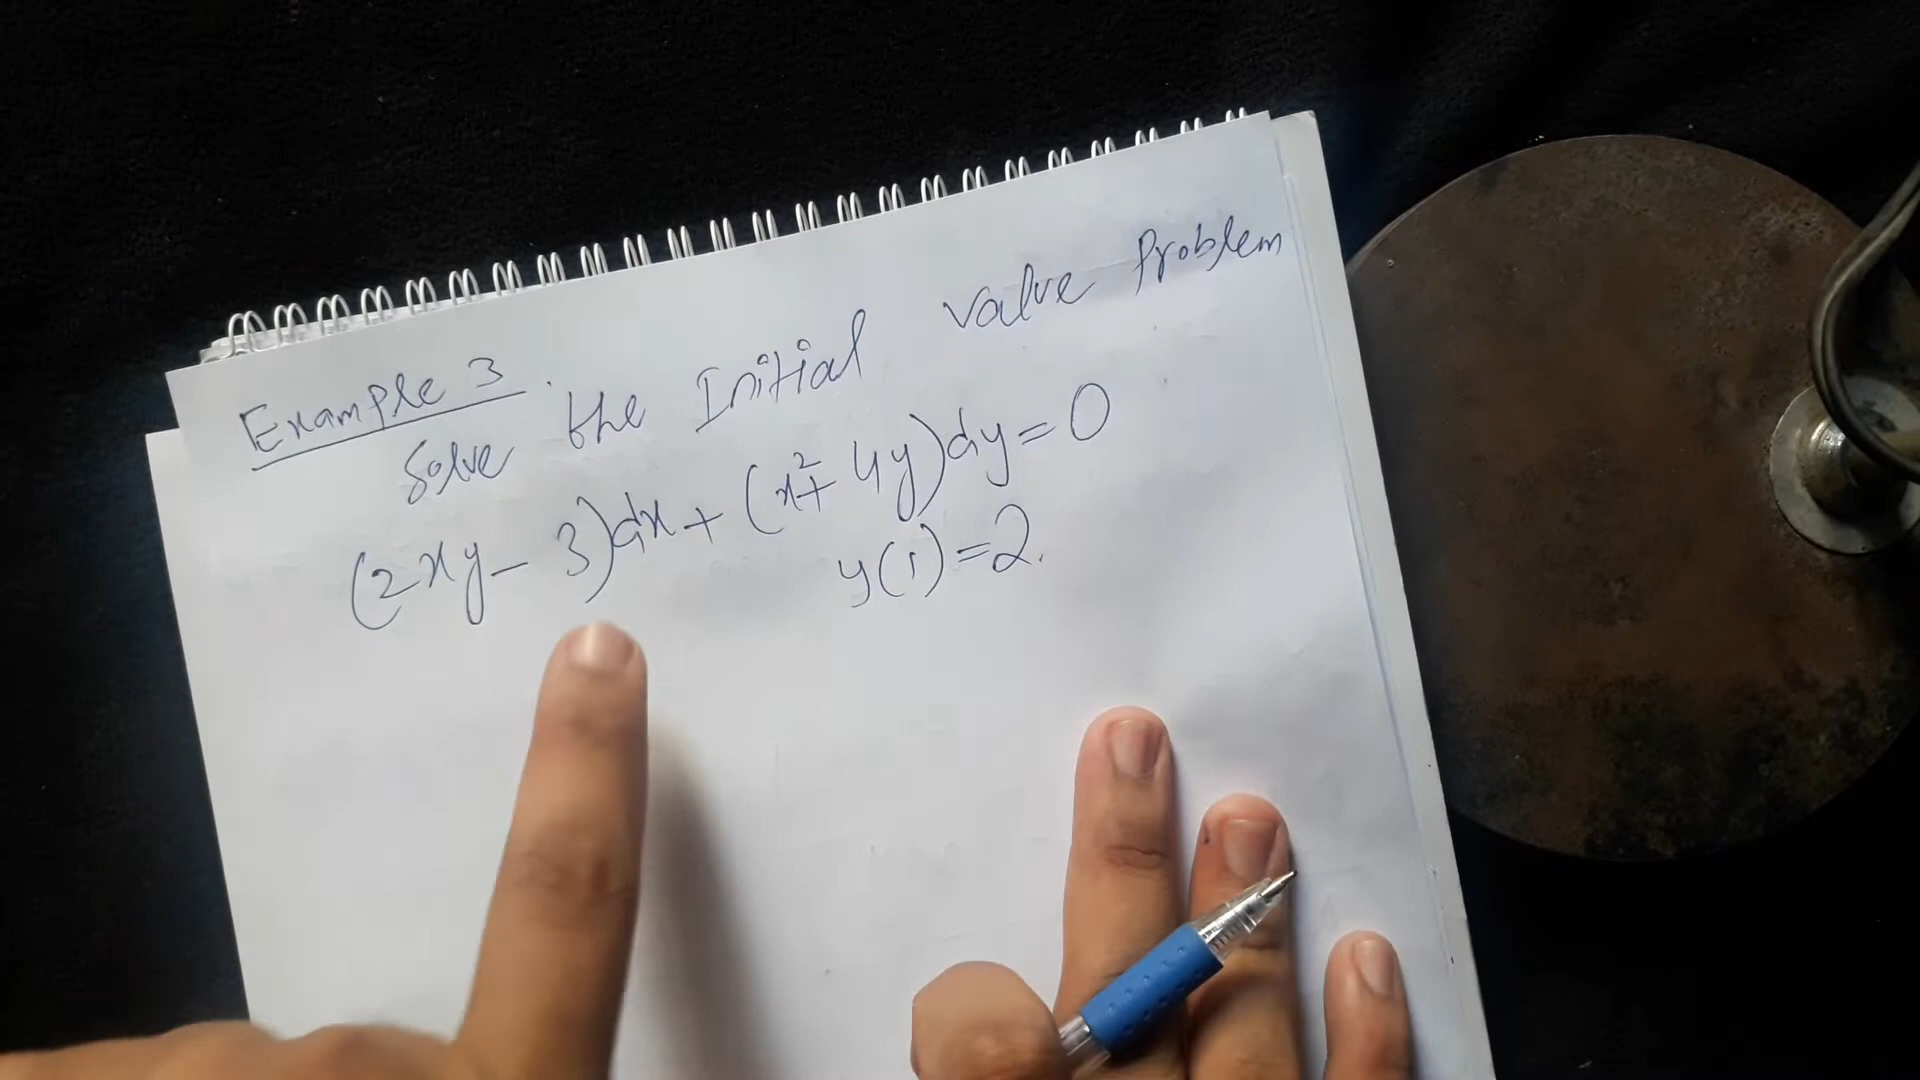 Example 3.
Solve the Initial value Problem
(2xy - 3)dx + (x² + 4y)dy = 0
y(1) = 2.